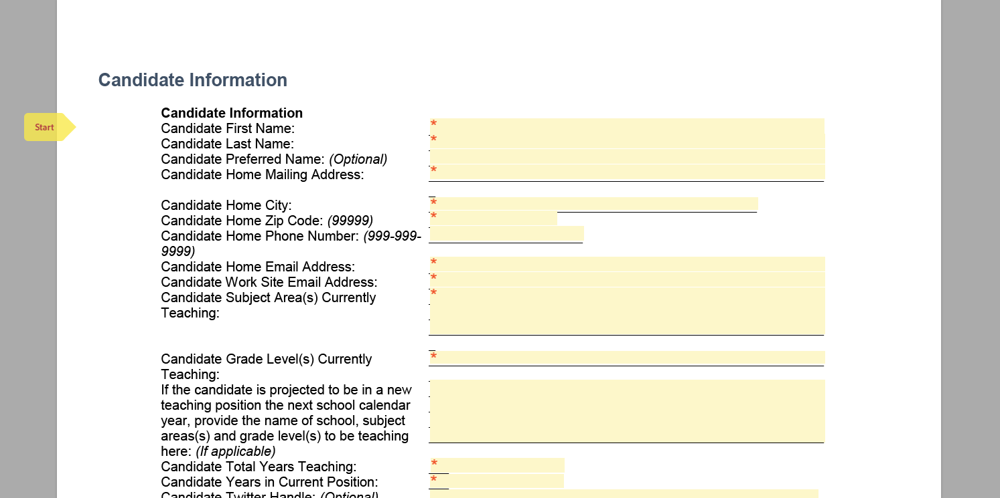 Candidate Information
Candidate Information
Start
Candidate First Name: *
Candidate Last Name: *
Candidate Preferred Name: (Optional)
Candidate Home Mailing Address: *
Candidate Home City: *
Candidate Home Zip Code: (99999) *
Candidate Home Phone Number: (999-999-
9999)
Candidate Home Email Address: *
Candidate Work Site Email Address: *
Candidate Subject Area(s) Currently *
Teaching:
Candidate Grade Level(s) Currently *
Teaching:
If the candidate is projected to be in a new
teaching position the next school calendar
year, provide the name of school, subject
areas(s) and grade level(s) to be teaching
here: (If applicable)
Candidate Total Years Teaching: *
Candidate Years in Current Position: *
Candidate Twitter Handle: (Optional)